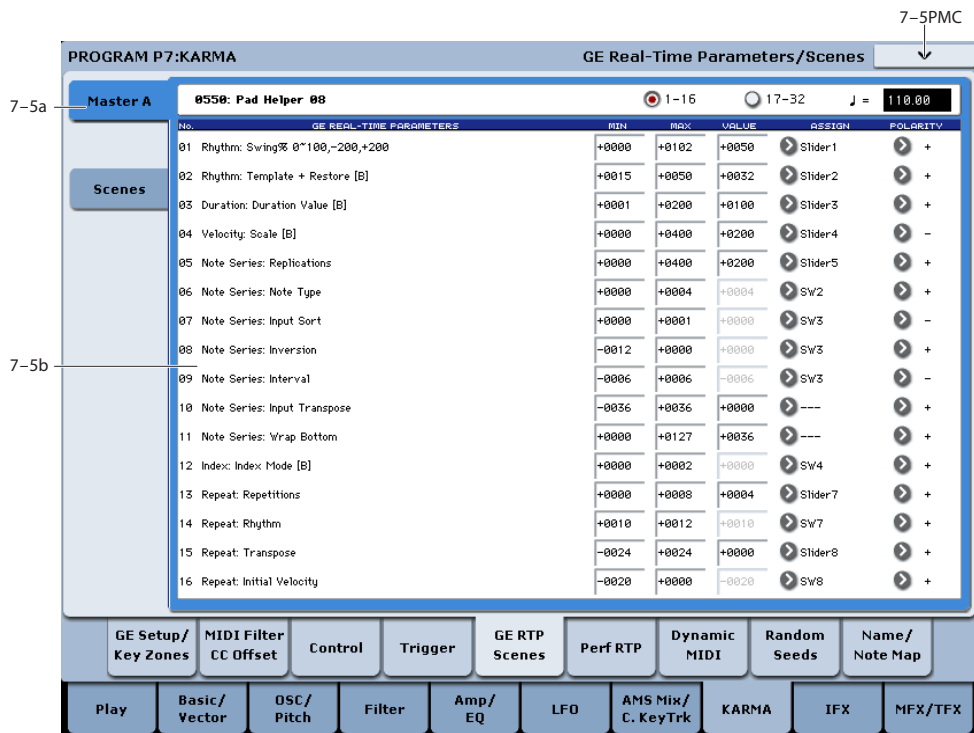 7-5PMC
PROGRAM P7:KARMA GE Real-Time Parameters/Scenes
7-5a
Master A
0550: Pad Helper 08 1-16 17-32 ♩ = 110.00
No. GE REAL-TIME PARAMETERS MIN MAX VALUE ASSIGN POLARITY
01 Rhythm: Swing% 0~100,-200,+200 +0000 +0102 +0050 Slider1 +
02 Rhythm: Template + Restore [B] +0015 +0050 +0032 Slider2 +
Scenes
03 Duration: Duration Value [B] +0001 +0200 +0100 Slider3 +
04 Velocity: Scale [B] +0000 +0400 +0200 Slider4 -
05 Note Series: Replications +0000 +0400 +0200 Slider5 +
06 Note Series: Note Type +0000 +0004 +0004 SW2 +
07 Note Series: Input Sort +0000 +0001 +0000 SW3 -
08 Note Series: Inversion -0012 +0000 +0000 SW3 +
7-5b
09 Note Series: Interval -0006 +0006 -0006 SW3 -
10 Note Series: Input Transpose -0036 +0036 +0000 --- +
11 Note Series: Wrap Bottom +0000 +0127 +0036 --- +
12 Index: Index Mode [B] +0000 +0002 +0000 SW4 +
13 Repeat: Repetitions +0000 +0008 +0004 Slider7 +
14 Repeat: Rhythm +0010 +0012 +0010 SW7 +
15 Repeat: Transpose -0024 +0024 +0000 Slider8 +
16 Repeat: Initial Velocity -0020 +0000 -0020 SW8 +
GE Setup/ MIDI Filter Control Trigger GE RTP Perf RTP Dynamic Random Name/
Key Zones CC Offset Scenes MIDI Seeds Note Map
Play Basic/ OSC/ Filter Amp/ LFO AMS Mix/ KARMA IFX MFX/TFX
Vector Pitch EQ C. KeyTrk